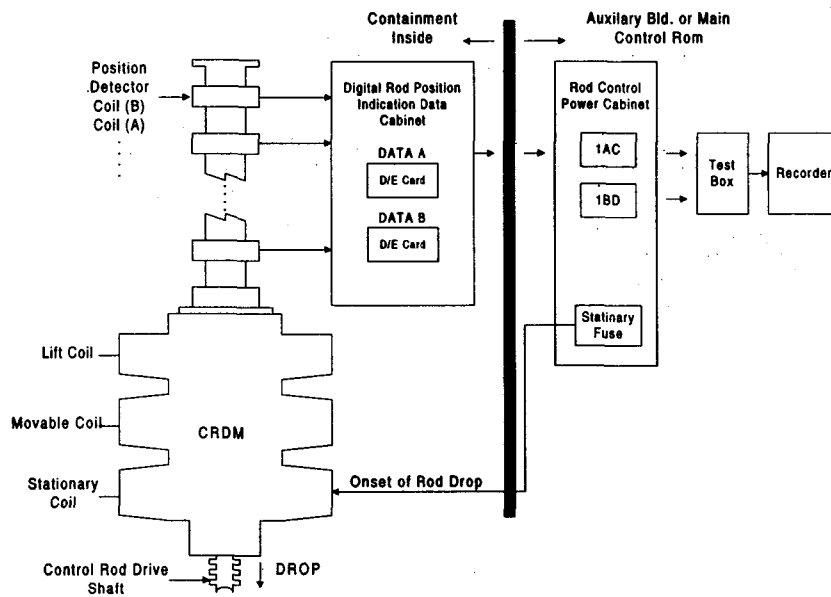 Containment
Inside
Auxilary Bld. or Main
Control Rom
Position
Detector
Coil (B)
Coil (A)
Digital Rod Position
Indication Data
Cabinet
DATA A
D/E Card
DATA B
D/E Card
Rod Control
Power Cabinet
1AC
1BD
Test
Box
Recorder
Statinary
Fuse
Lift Coil
Movable Coil
CRDM
Stationary
Coil
Onset of Rod Drop
Control Rod Drive
Shaft
DROP